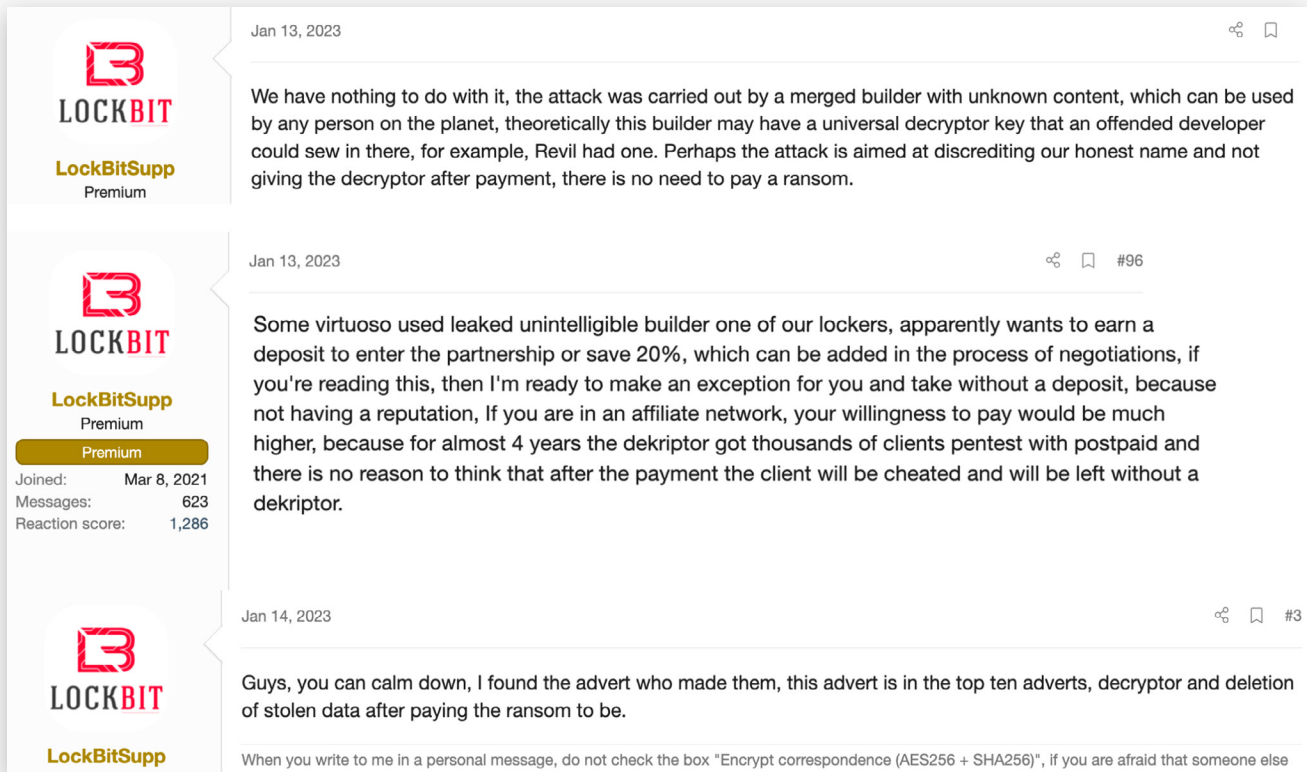 Jan 13, 2023
LOCKBIT
LockBitSupp
Premium
We have nothing to do with it, the attack was carried out by a merged builder with unknown content, which can be used
by any person on the planet, theoretically this builder may have a universal decryptor key that an offended developer
could sew in there, for example, Revil had one. Perhaps the attack is aimed at discrediting our honest name and not
giving the decryptor after payment, there is no need to pay a ransom.
Jan 13, 2023
#96
LOCKBIT
LockBitSupp
Premium
Premium
Joined: Mar 8, 2021
Messages: 623
Reaction score: 1,286
Some virtuoso used leaked unintelligible builder one of our lockers, apparently wants to earn a
deposit to enter the partnership or save 20%, which can be added in the process of negotiations, if
you're reading this, then I'm ready to make an exception for you and take without a deposit, because
not having a reputation, If you are in an affiliate network, your willingness to pay would be much
higher, because for almost 4 years the dekriptor got thousands of clients pentest with postpaid and
there is no reason to think that after the payment the client will be cheated and will be left without a
dekriptor.
Jan 14, 2023
#3
LOCKBIT
LockBitSupp
Guys, you can calm down, I found the advert who made them, this advert is in the top ten adverts, decryptor and deletion
of stolen data after paying the ransom to be.
When you write to me in a personal message, do not check the box "Encrypt correspondence (AES256 + SHA256)", if you are afraid that someone else